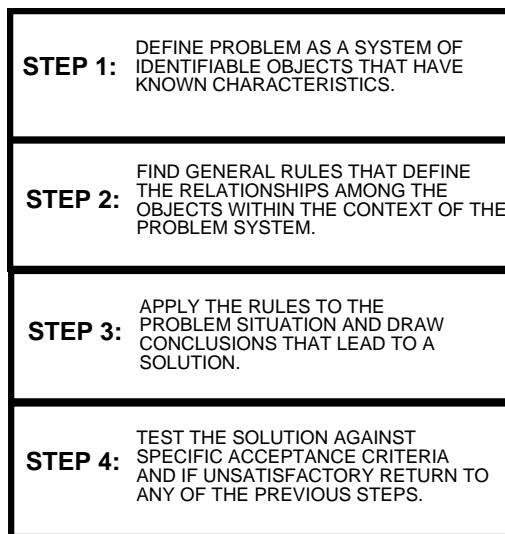 STEP 1:
DEFINE PROBLEM AS A SYSTEM OF
IDENTIFIABLE OBJECTS THAT HAVE
KNOWN CHARACTERISTICS.
STEP 2:
FIND GENERAL RULES THAT DEFINE
THE RELATIONSHIPS AMONG THE
OBJECTS WITHIN THE CONTEXT OF THE
PROBLEM SYSTEM.
STEP 3:
APPLY THE RULES TO THE
PROBLEM SITUATION AND DRAW
CONCLUSIONS THAT LEAD TO A
SOLUTION.
STEP 4:
TEST THE SOLUTION AGAINST
SPECIFIC ACCEPTANCE CRITERIA
AND IF UNSATISFACTORY RETURN TO
ANY OF THE PREVIOUS STEPS.